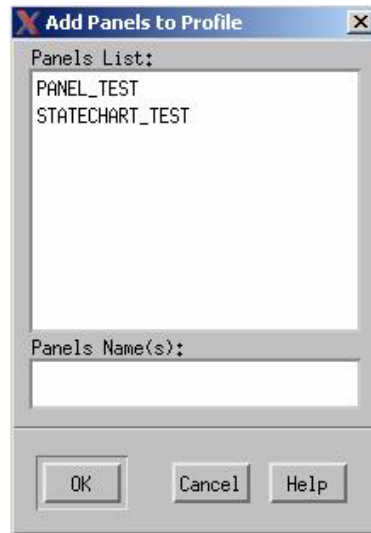 Add Panels to Profile
Panels List:
PANEL_TEST
STATECHART_TEST
Panels Name(s):
OK Cancel Help